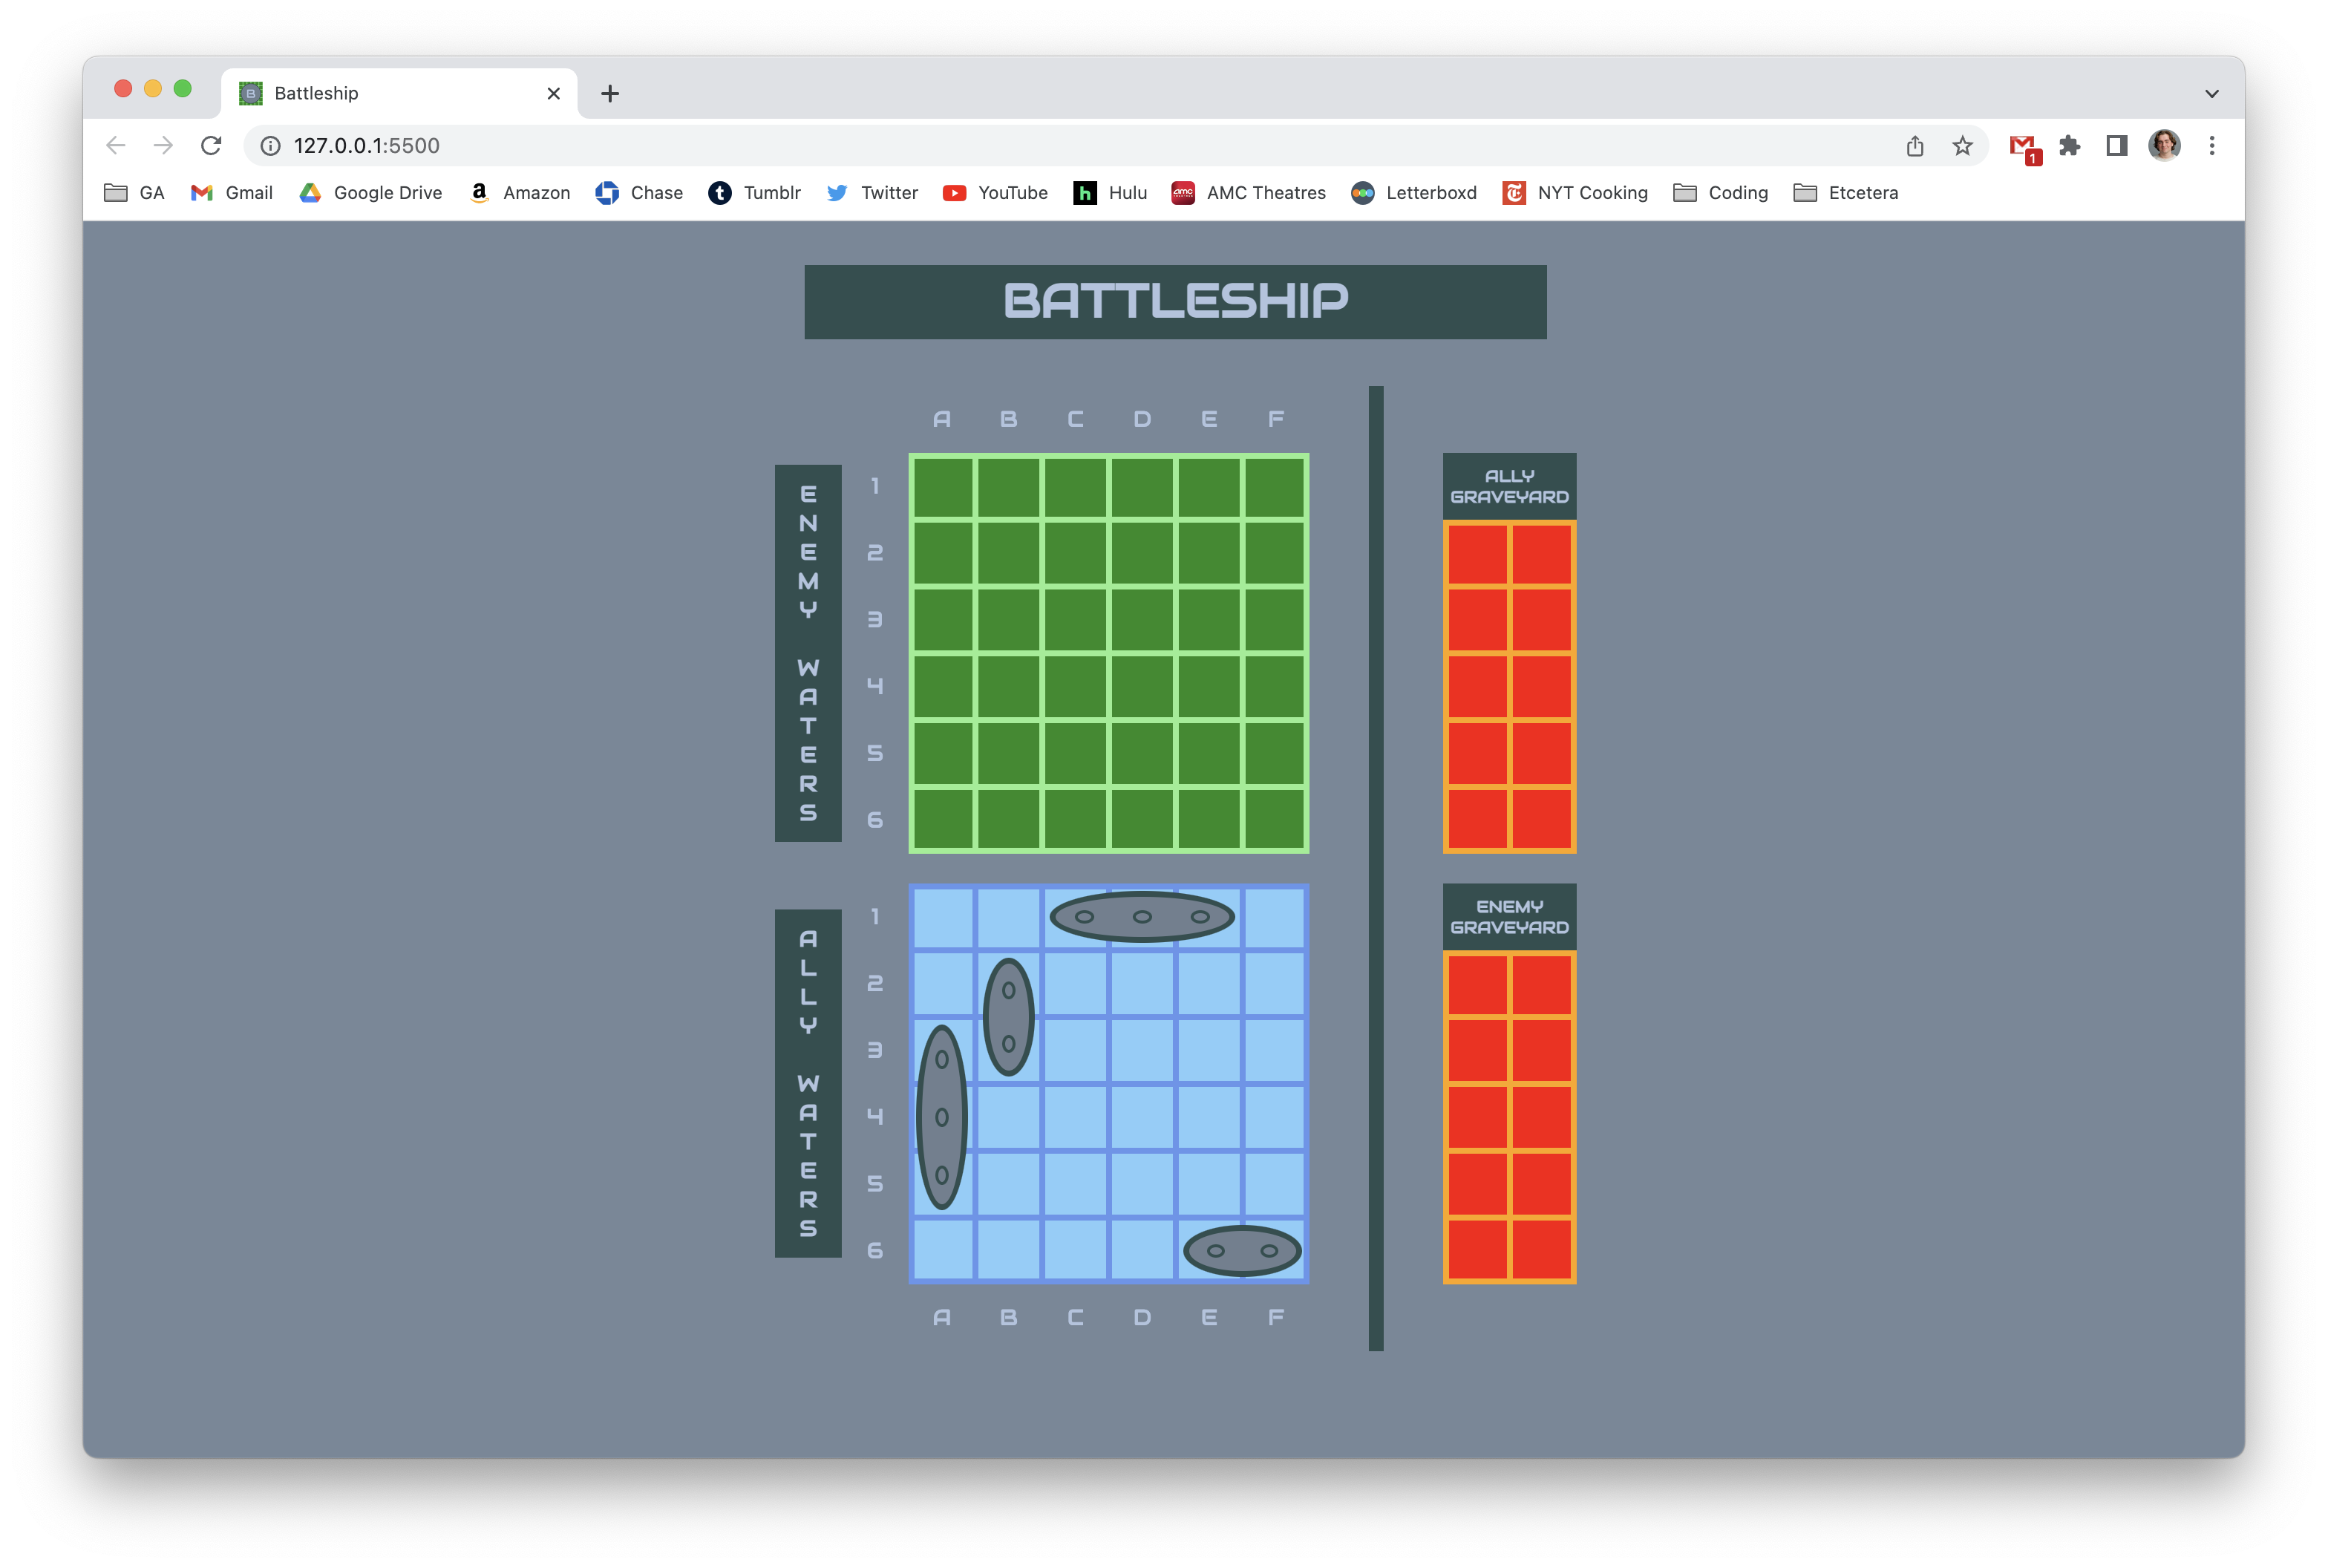 Battleship
127.0.0.1:5500
1
GA Gmail Google Drive Amazon Chase Tumblr Twitter YouTube Hulu AMC Theatres Letterboxd NYT Cooking Coding Etcetera
BATTLESHIP
A B C D E F
ENEMY WATERS
1
2
3
4
5
6
ALLY
GRAVEYARD
ALLY WATERS
1
2
3
4
5
6
A B C D E F
ENEMY
GRAVEYARD